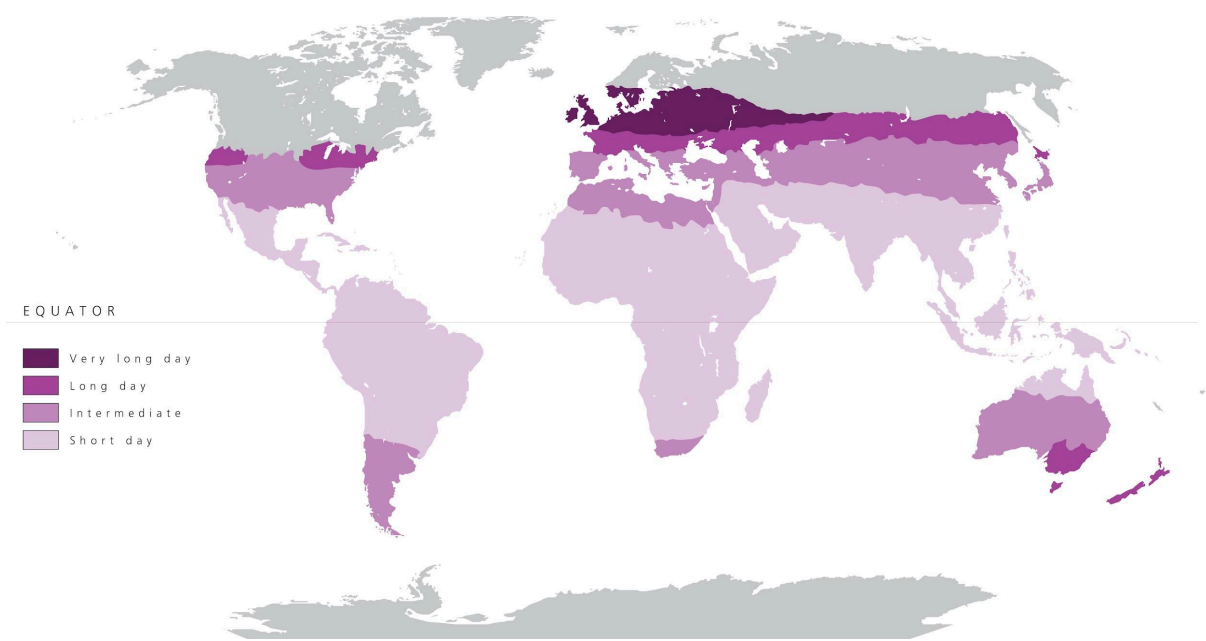 EQUATOR
Very long day
Long day
Intermediate
Short day